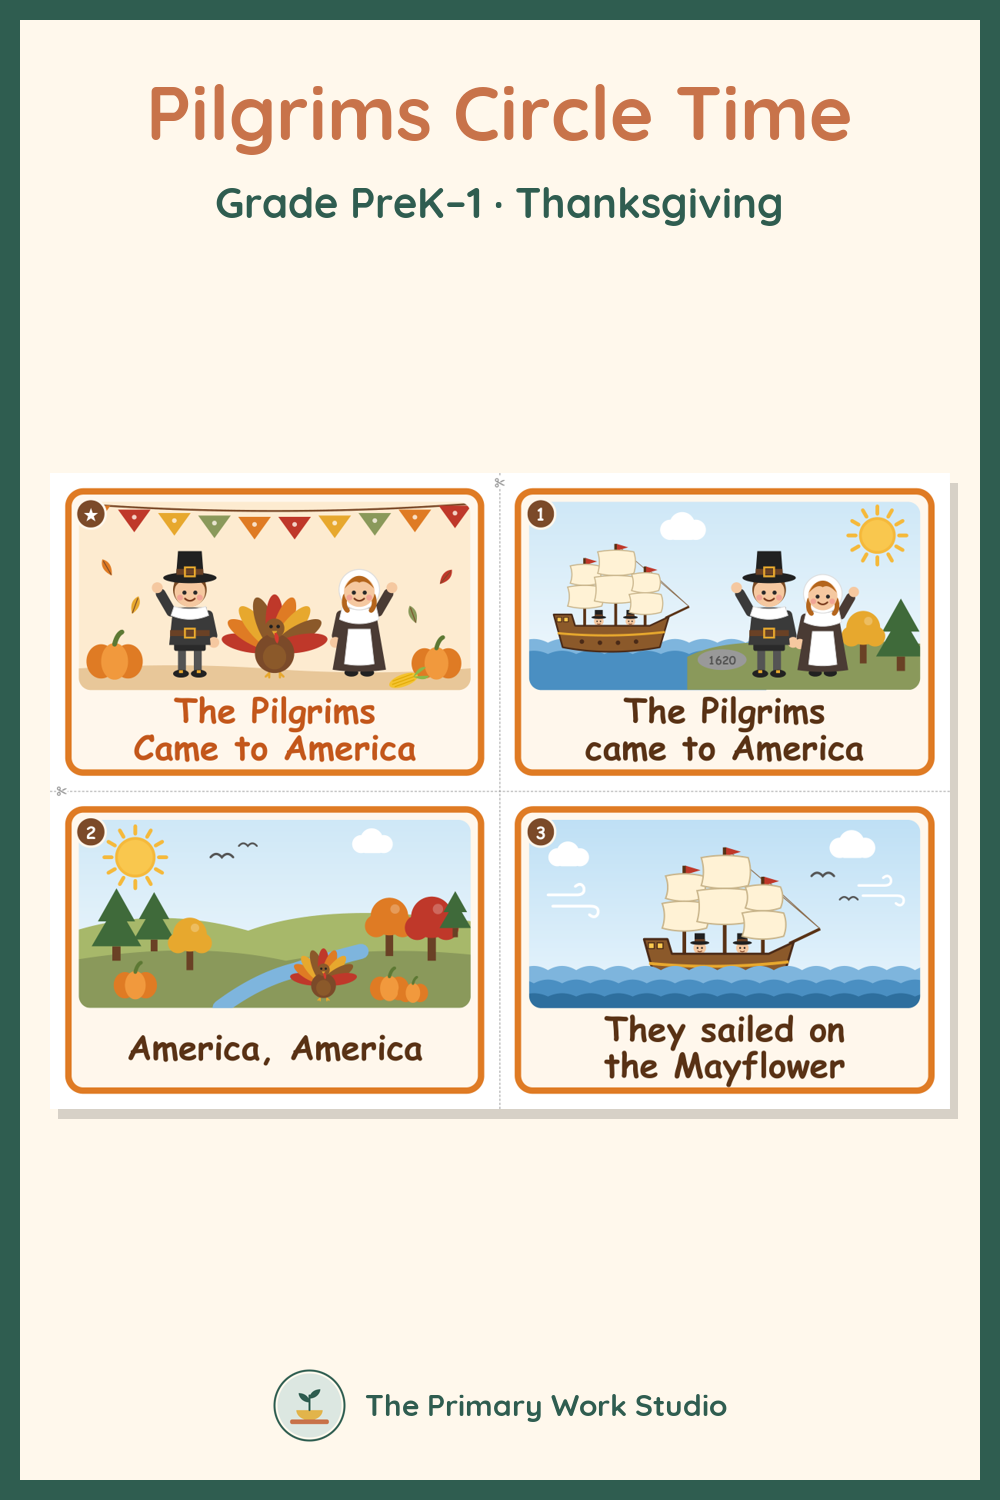 Pilgrims Circle Time
Grade PreK–1 · Thanksgiving
The Pilgrims
Came to America
1
1620
The Pilgrims
came to America
2
America, America
3
They sailed on
the Mayflower
The Primary Work Studio